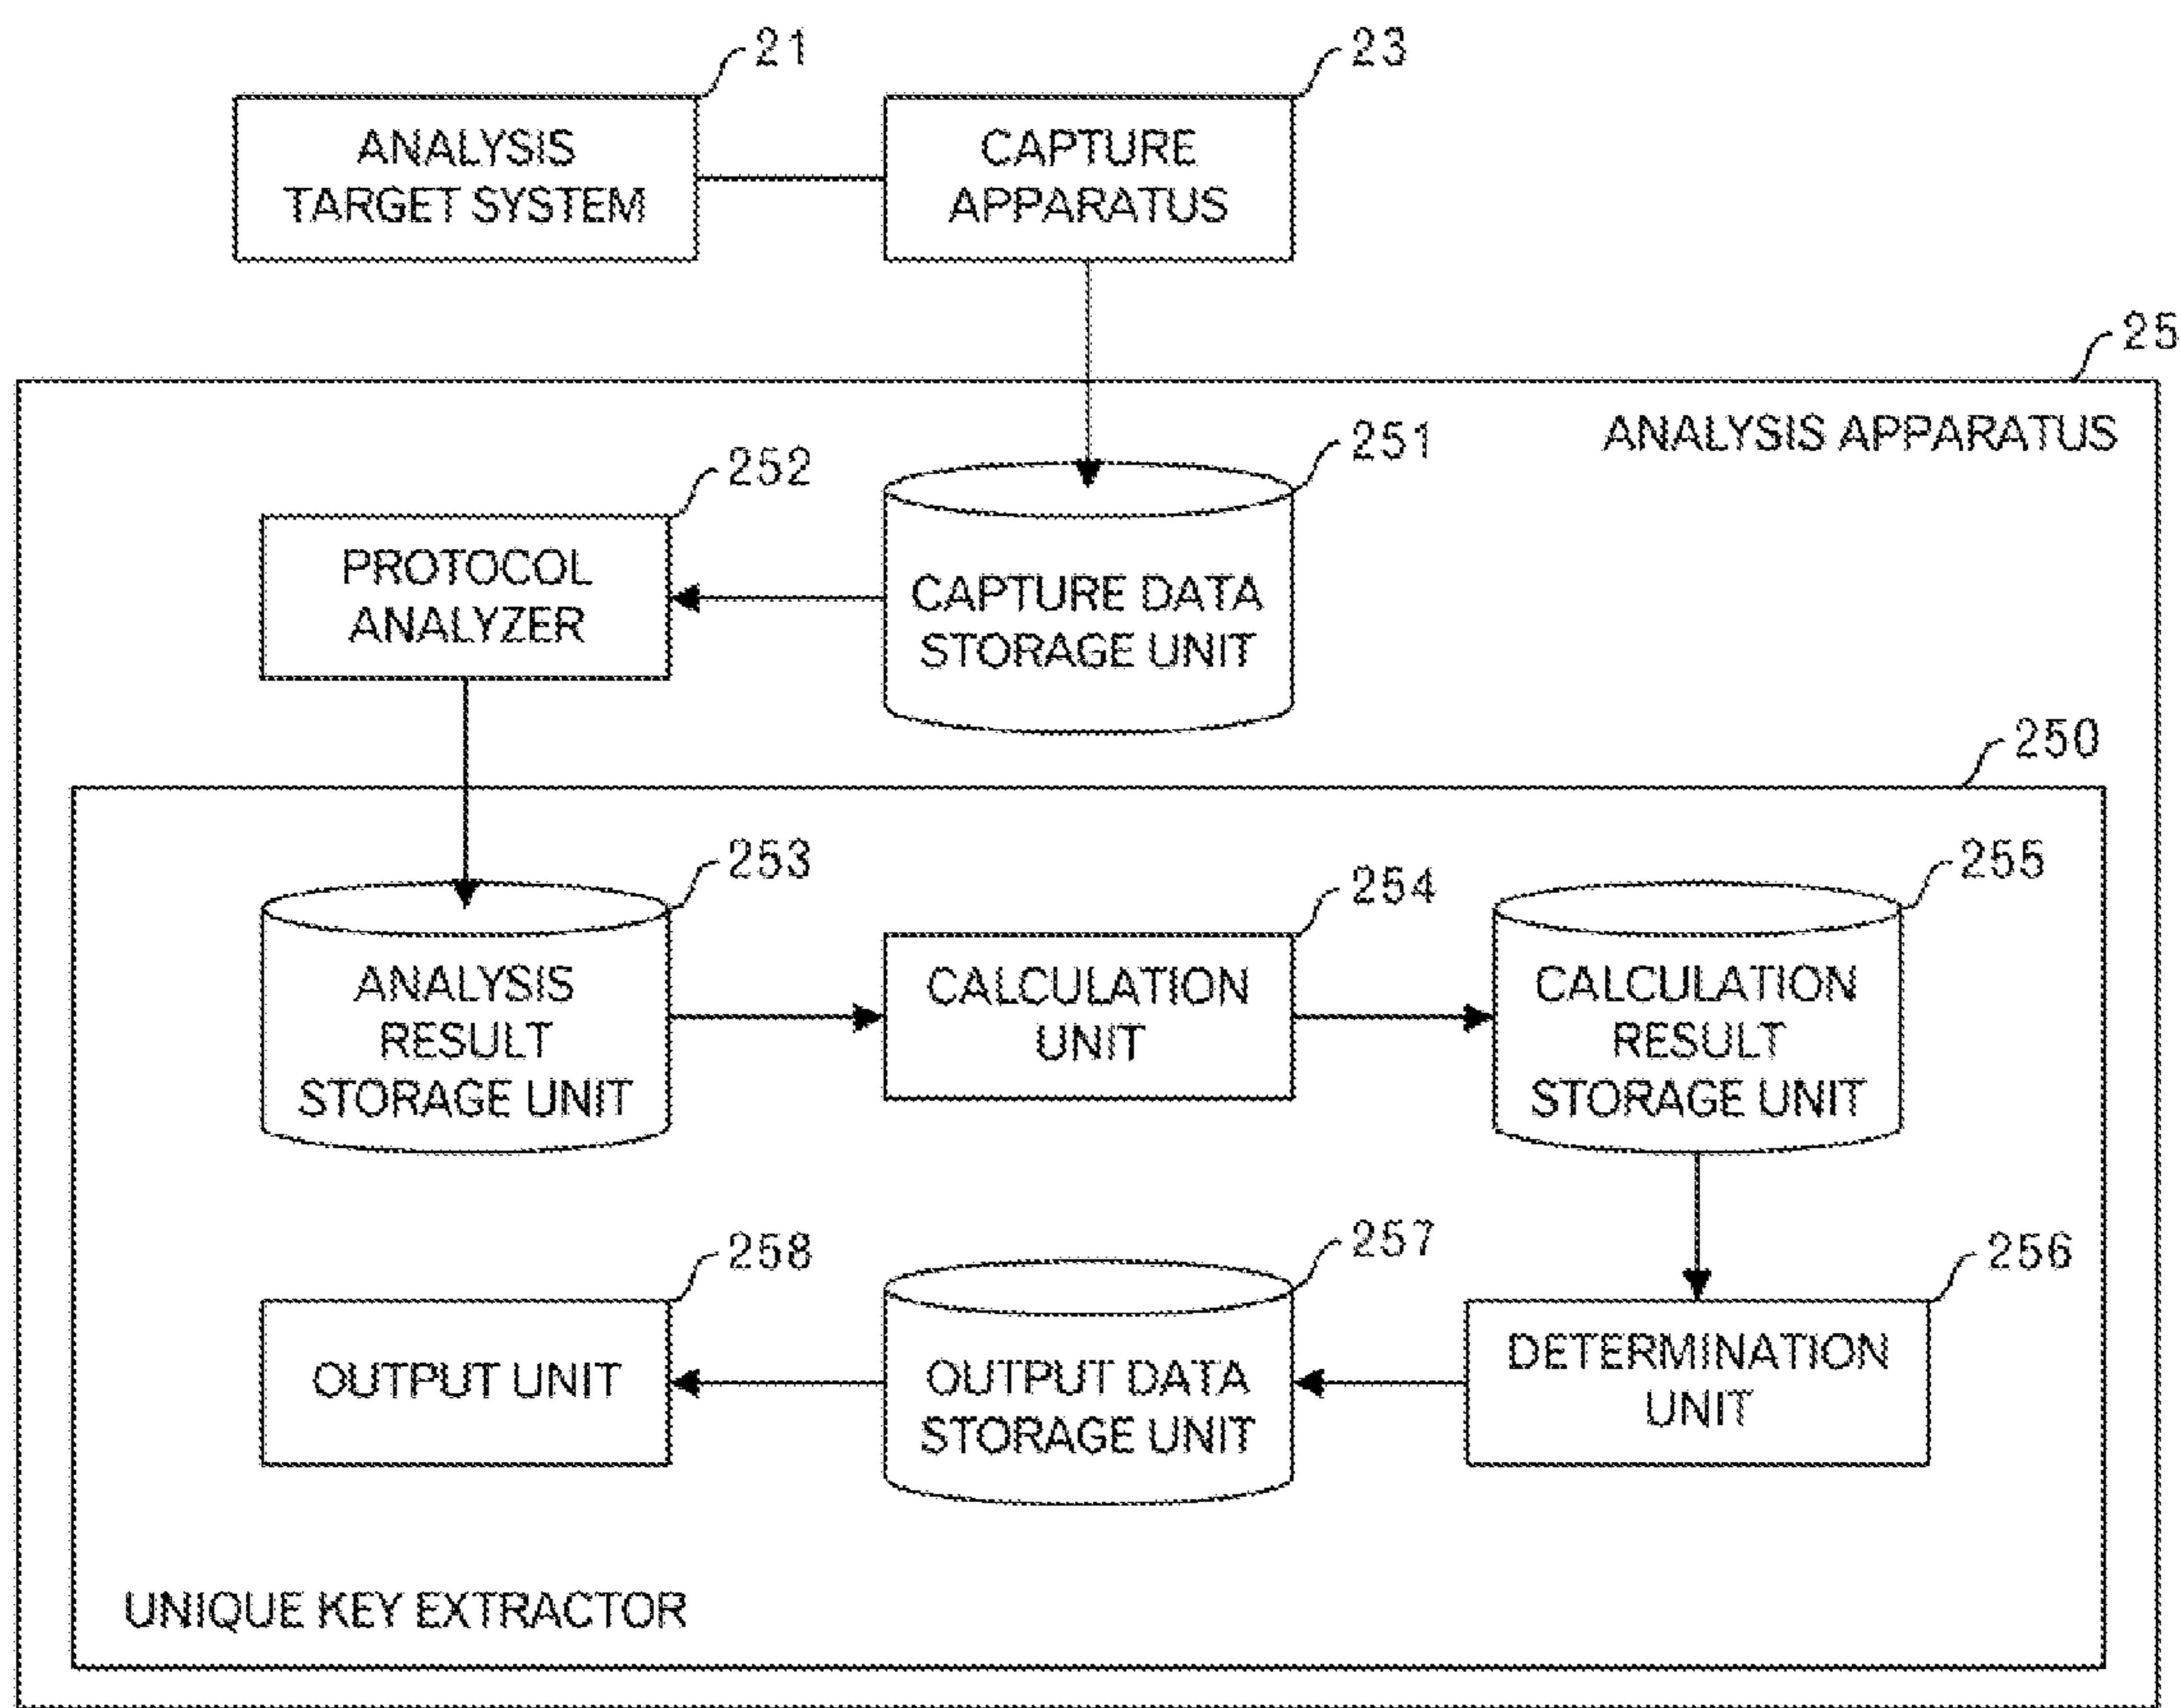 21
23
ANALYSIS
TARGET SYSTEM
CAPTURE
APPARATUS
25
ANALYSIS APPARATUS
251
252
PROTOCOL
ANALYZER
CAPTURE DATA
STORAGE UNIT
250
253
254
255
ANALYSIS
RESULT
STORAGE UNIT
CALCULATION
UNIT
CALCULATION
RESULT
STORAGE UNIT
258
257
256
OUTPUT UNIT
OUTPUT DATA
STORAGE UNIT
DETERMINATION
UNIT
UNIQUE KEY EXTRACTOR